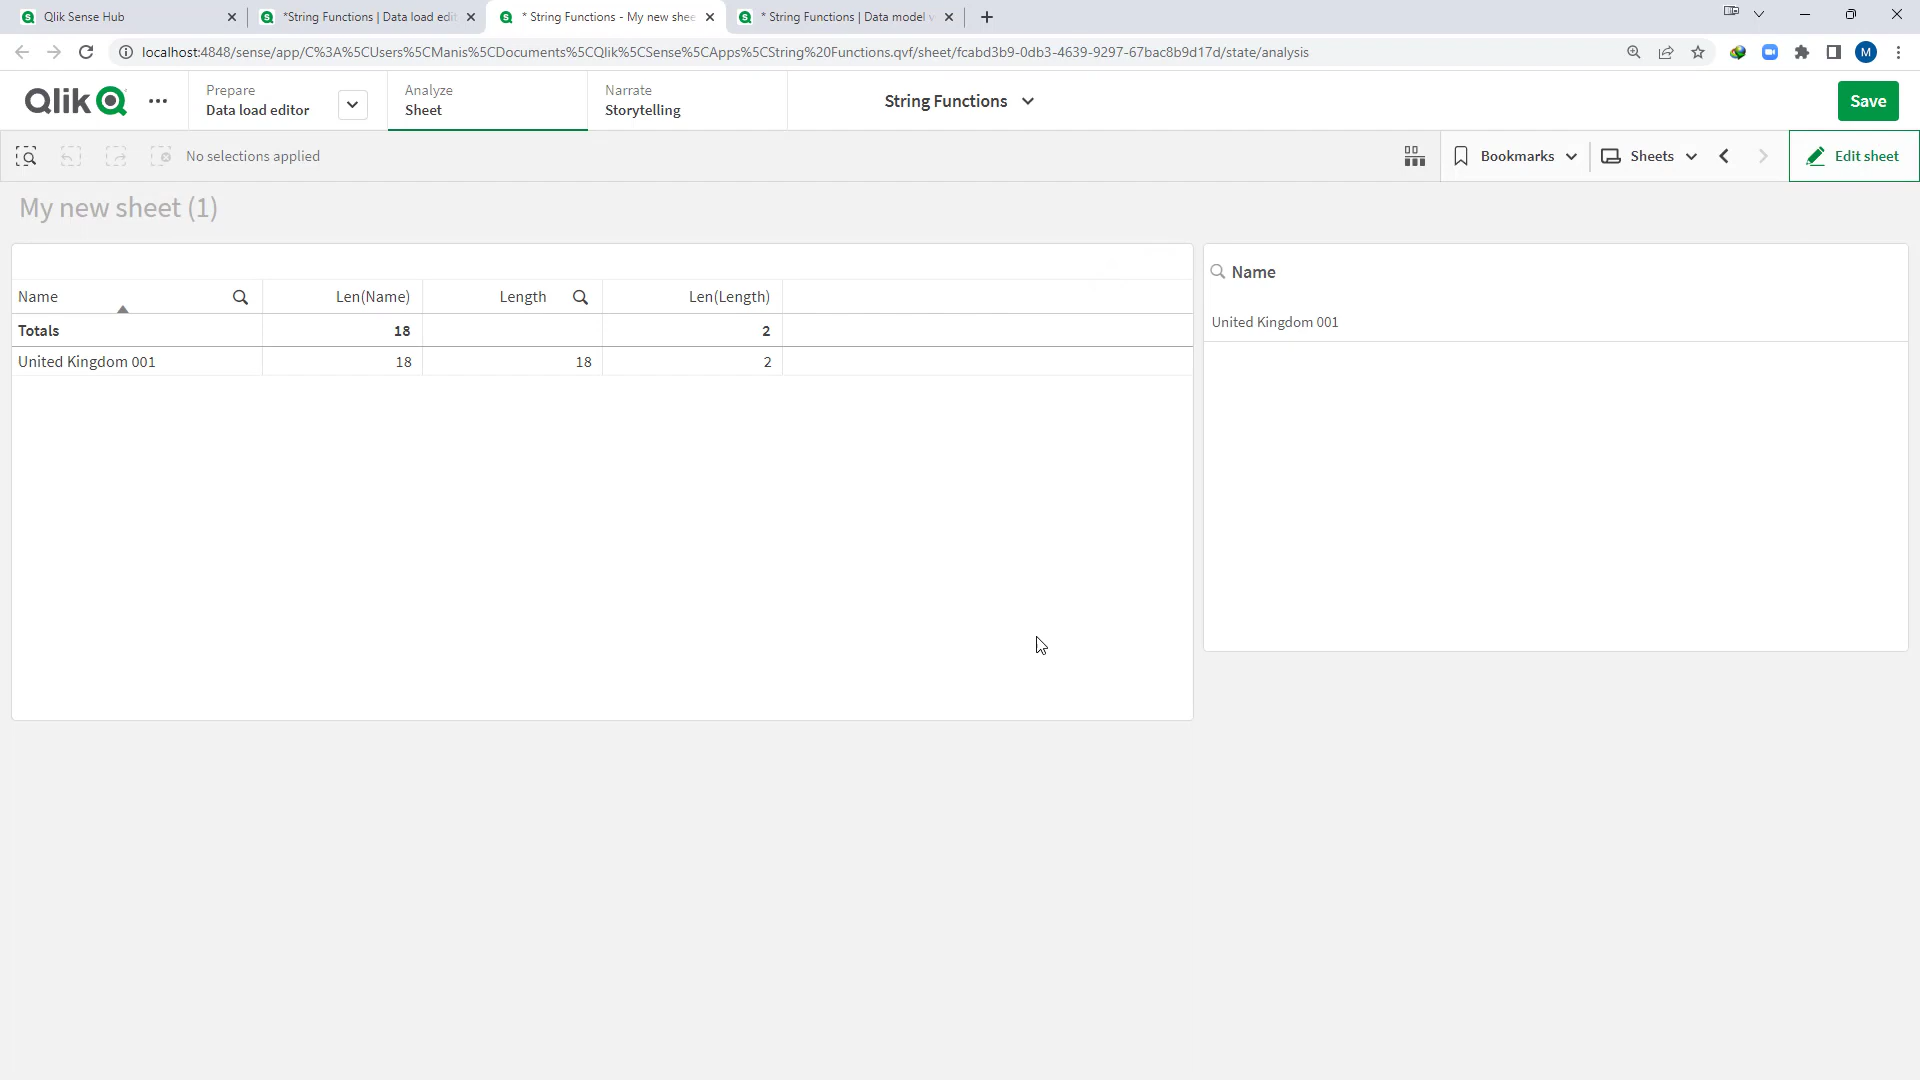 Qlik Sense Hub
*String Functions | Data load edit
* String Functions - My new shee
* String Functions | Data model v
localhost:4848/sense/app/C%3A%5CUsers%5CManis%5CDocuments%5CQlik%5CSense%5CApps%5CString%20Functions.qvf/sheet/fcabd3b9-0db3-4639-9297-67bac8b9d17d/state/analysis
M
Qlik
Prepare
Data load editor
Analyze
Sheet
Narrate
Storytelling
String Functions
Save
No selections applied
Bookmarks
Sheets
Edit sheet
My new sheet (1)
Name Len(Name) Length Len(Length)
Totals 18 2
United Kingdom 001 18 18 2
Name
United Kingdom 001